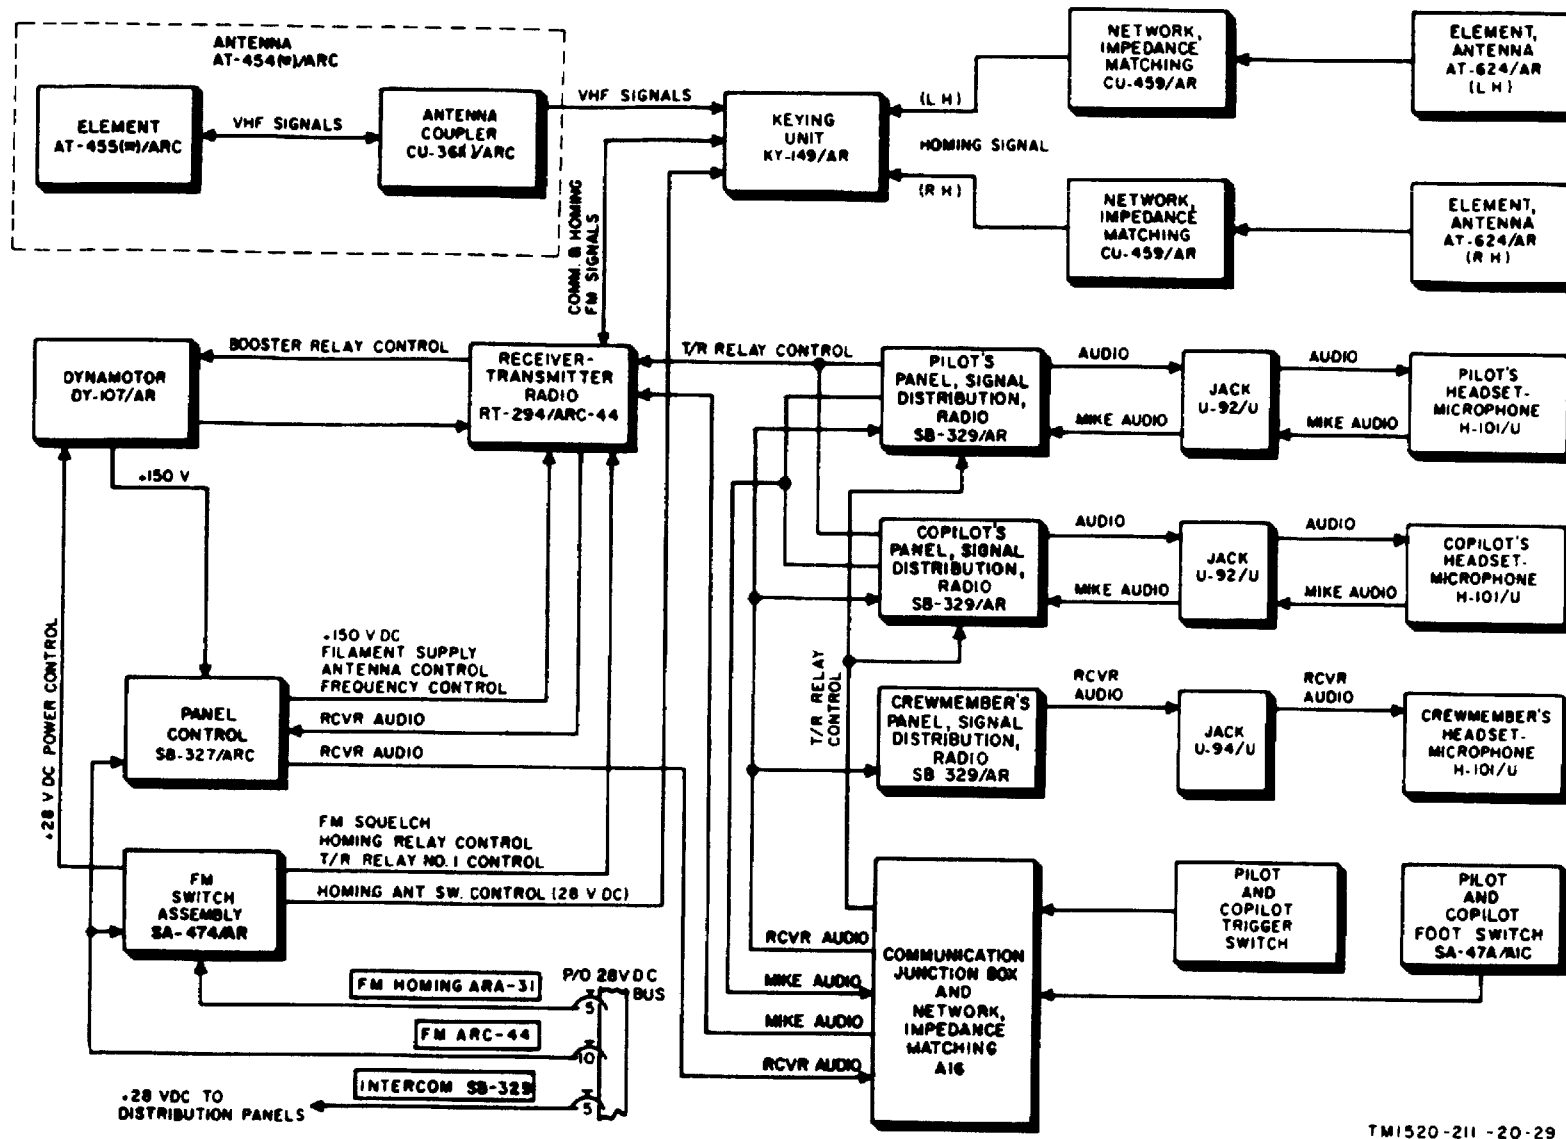 ANTENNA
AT-454(*)/ARC
ELEMENT
AT-455(*)/ARC
VHF SIGNALS
ANTENNA
COUPLER
CU-361( )/ARC
VHF SIGNALS
KEYING
UNIT
KY-149/AR
(L H)
HOMING SIGNAL
(R H)
NETWORK,
IMPEDANCE
MATCHING
CU-459/AR
ELEMENT,
ANTENNA
AT-624/AR
(L H)
NETWORK,
IMPEDANCE
MATCHING
CU-459/AR
ELEMENT,
ANTENNA
AT-624/AR
(R H)
COMM. & HOMING
FM SIGNALS
DYNAMOTOR
DY-107/AR
BOOSTER RELAY CONTROL
RECEIVER-
TRANSMITTER
RADIO
RT-294/ARC-44
T/R RELAY CONTROL
PILOT'S
PANEL, SIGNAL
DISTRIBUTION,
RADIO
SB-329/AR
AUDIO
MIKE AUDIO
JACK
U-92/U
AUDIO
MIKE AUDIO
PILOT'S
HEADSET-
MICROPHONE
H-101/U
+150 V
COPILOT'S
PANEL, SIGNAL
DISTRIBUTION,
RADIO
SB-329/AR
AUDIO
MIKE AUDIO
JACK
U-92/U
AUDIO
MIKE AUDIO
COPILOT'S
HEADSET-
MICROPHONE
H-101/U
+28 V DC POWER CONTROL
PANEL
CONTROL
SB-327/ARC
+150 V DC
FILAMENT SUPPLY
ANTENNA CONTROL
FREQUENCY CONTROL
RCVR AUDIO
RCVR AUDIO
T/R RELAY
CONTROL
CREWMEMBER'S
PANEL, SIGNAL
DISTRIBUTION,
RADIO
SB 329/AR
RCVR
AUDIO
JACK
U-94/U
RCVR
AUDIO
CREWMEMBER'S
HEADSET-
MICROPHONE
H-101/U
FM
SWITCH
ASSEMBLY
SA-474/AR
FM SQUELCH
HOMING RELAY CONTROL
T/R RELAY NO. 1 CONTROL
HOMING ANT SW. CONTROL (28 V DC)
RCVR AUDIO
MIKE AUDIO
MIKE AUDIO
RCVR AUDIO
COMMUNICATION
JUNCTION BOX
AND
NETWORK,
IMPEDANCE
MATCHING
A16
PILOT
AND
COPILOT
TRIGGER
SWITCH
PILOT
AND
COPILOT
FOOT SWITCH
SA-47A/AIC
P/O 28V DC
BUS
FM HOMING ARA-31
5
FM ARC-44
10
INTERCOM SB-329
5
+28 VDC TO
DISTRIBUTION PANELS
TM1520-211-20-29